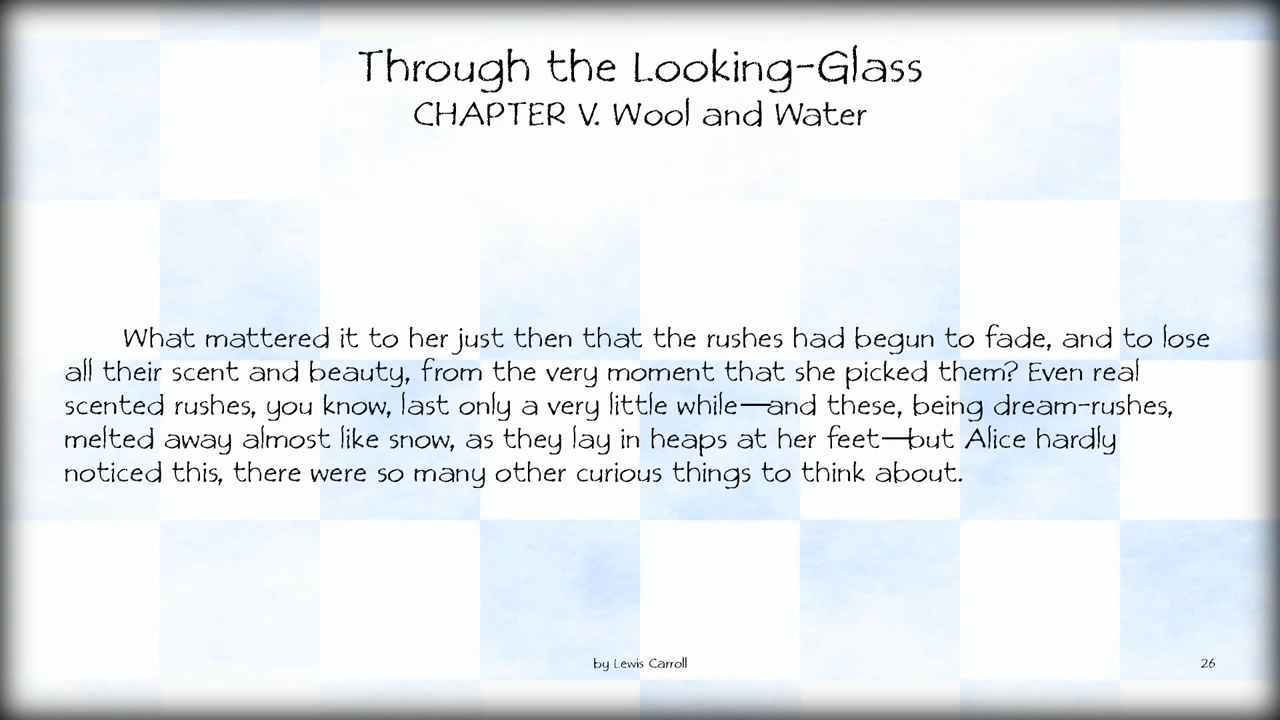 Through the Looking-Glass
CHAPTER V. Wool and Water
What mattered it to her just then that the rushes had begun to fade, and to lose
all their scent and beauty, from the very moment that she picked them? Even real
scented rushes, you know, last only a very little while—and these, being dream-rushes,
melted away almost like snow, as they lay in heaps at her feet—but Alice hardly
noticed this, there were so many other curious things to think about.
by Lewis Carroll
26